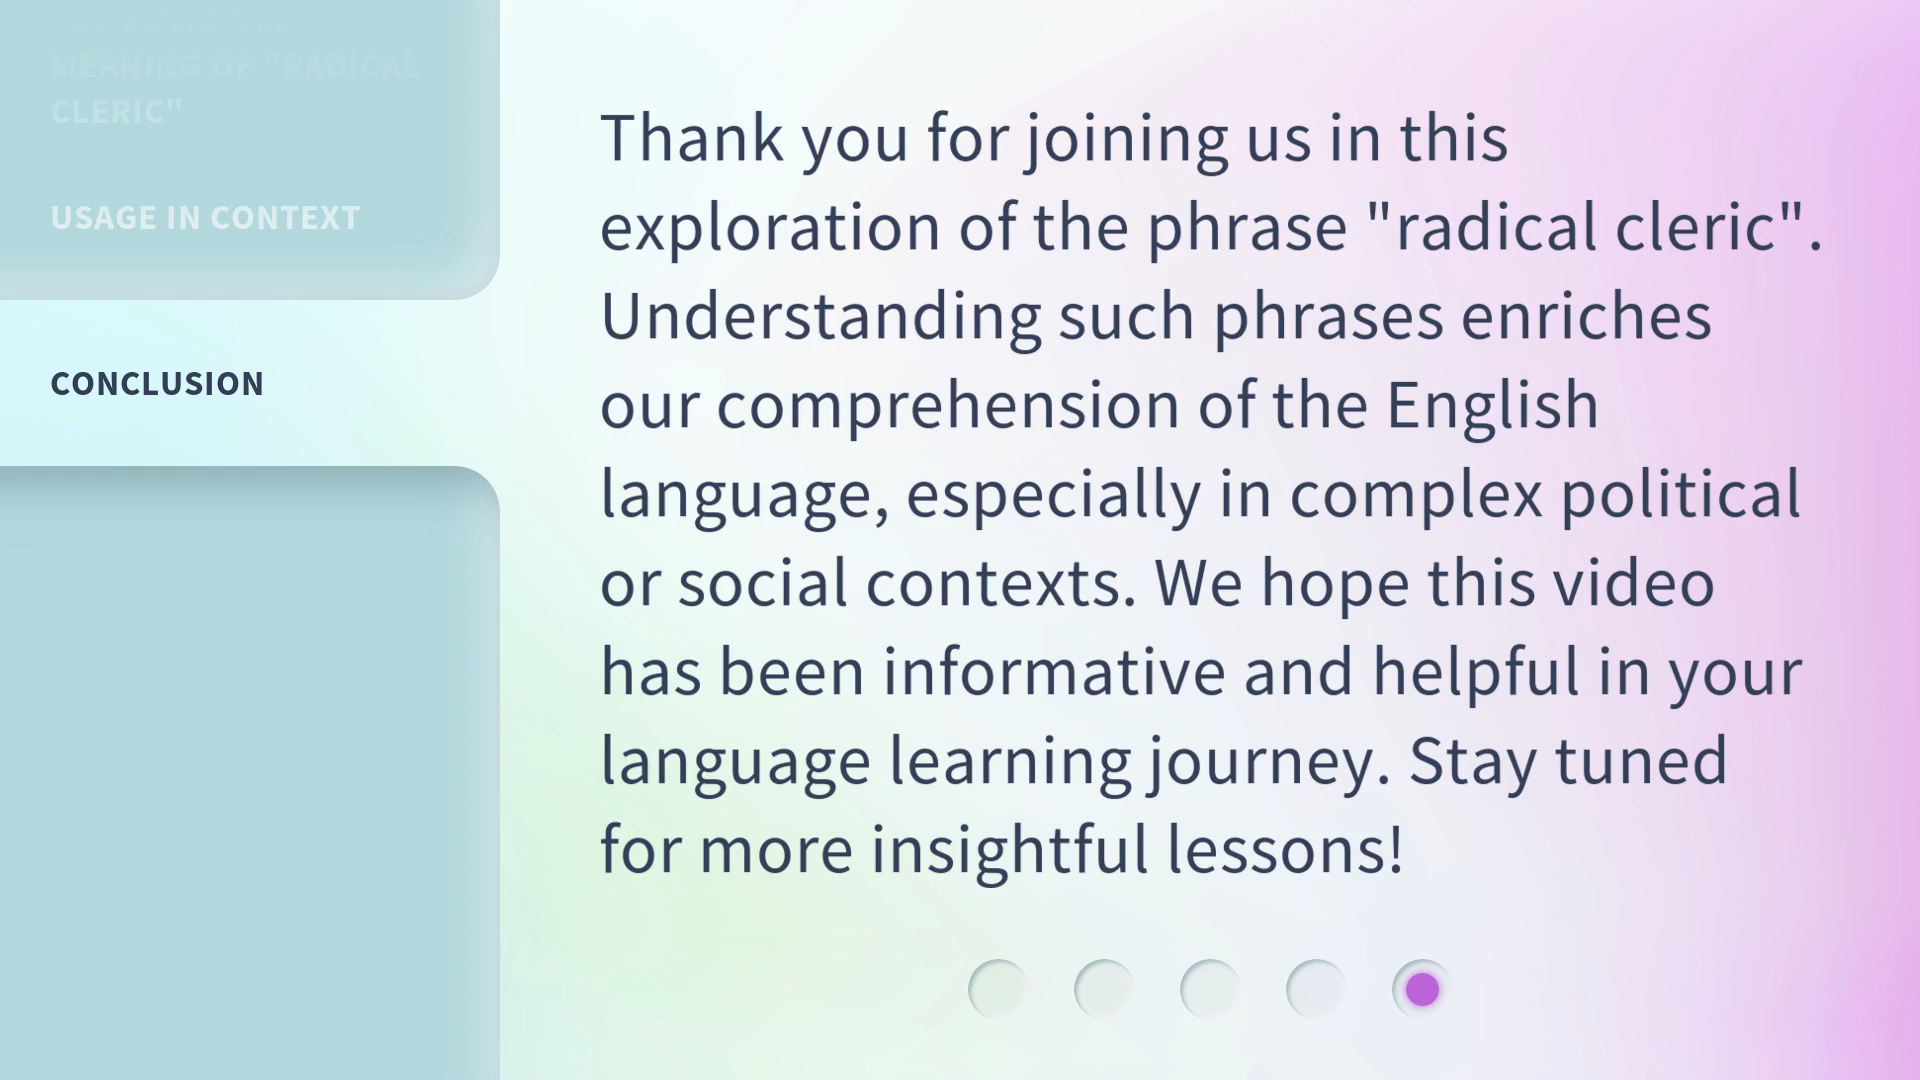 MEANING OF "RADICAL
CLERIC"
USAGE IN CONTEXT
CONCLUSION
Thank you for joining us in this
exploration of the phrase "radical cleric".
Understanding such phrases enriches
our comprehension of the English
language, especially in complex political
or social contexts. We hope this video
has been informative and helpful in your
language learning journey. Stay tuned
for more insightful lessons!